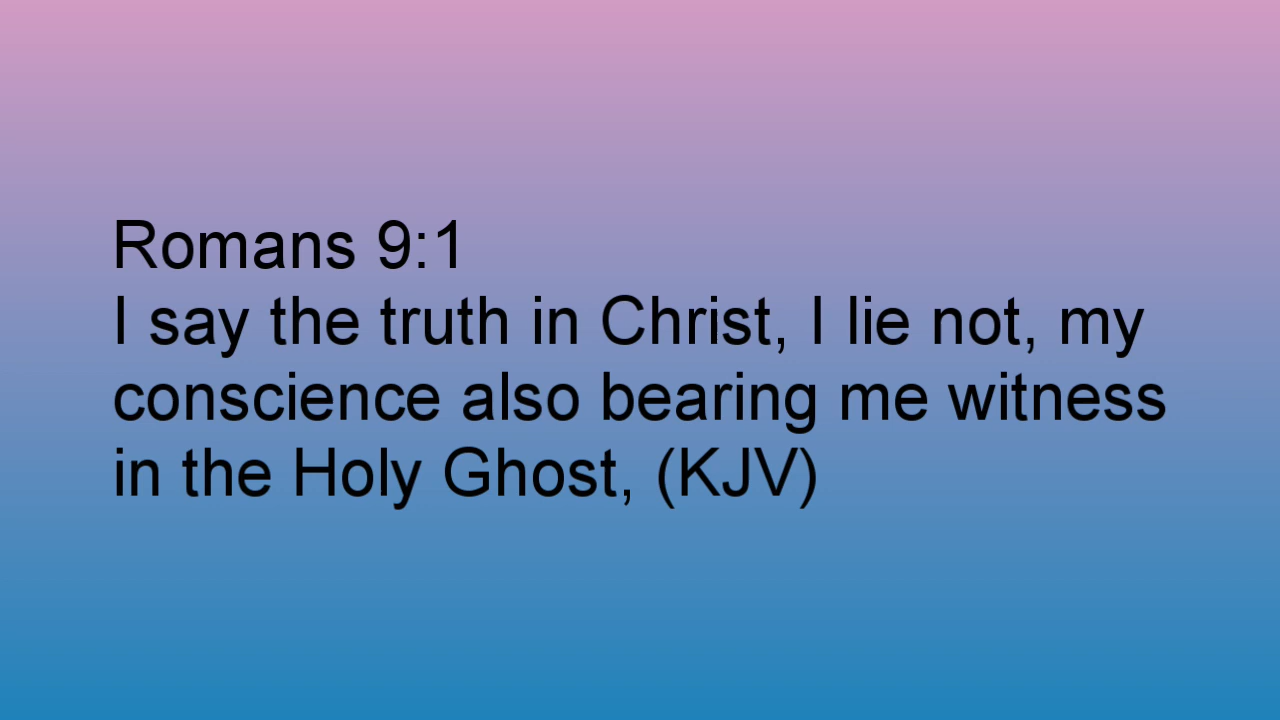 Romans 9:1
I say the truth in Christ, I lie not, my
conscience also bearing me witness
in the Holy Ghost, (KJV)